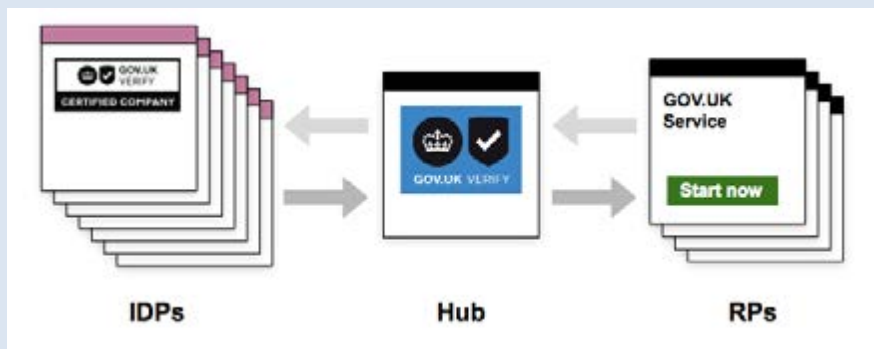 GOV.UK
VERIFY
CERTIFIED COMPANY
GOV.UK VERIFY
GOV.UK
Service
Start now
IDPs
Hub
RPs